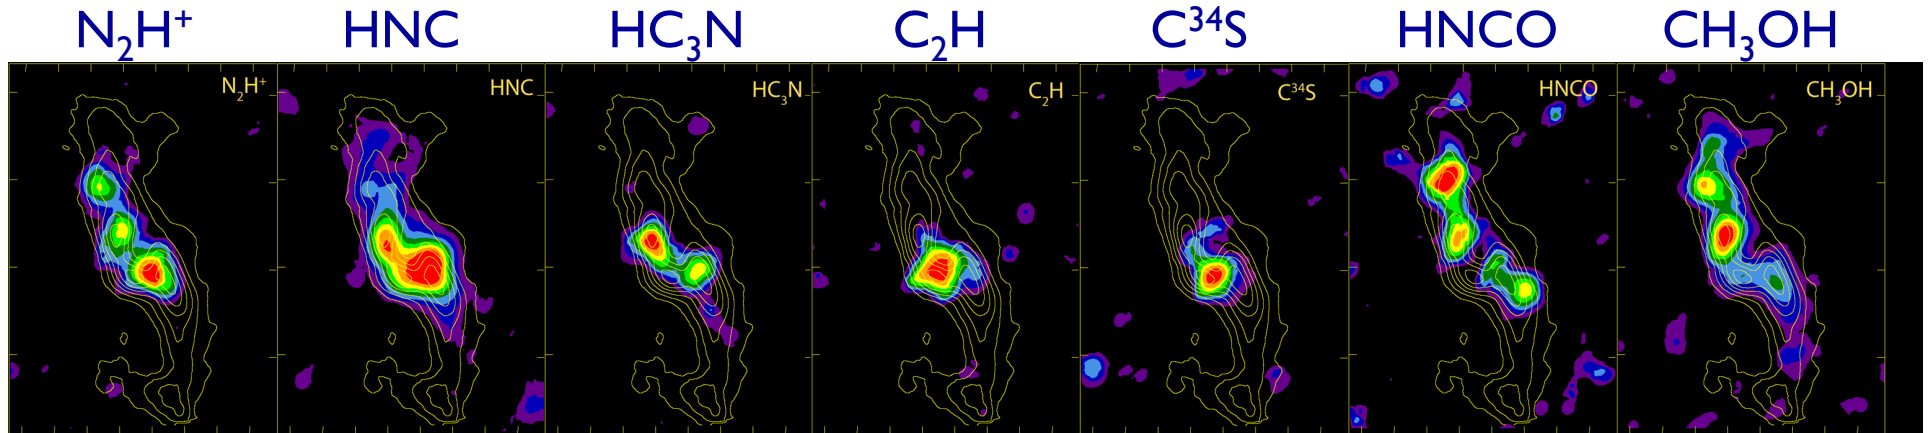 N₂H⁺ HNC HC₃N C₂H C³⁴S HNCO CH₃OH
N₂H⁺ HNC HC₃N C₂H C³⁴S HNCO CH₃OH